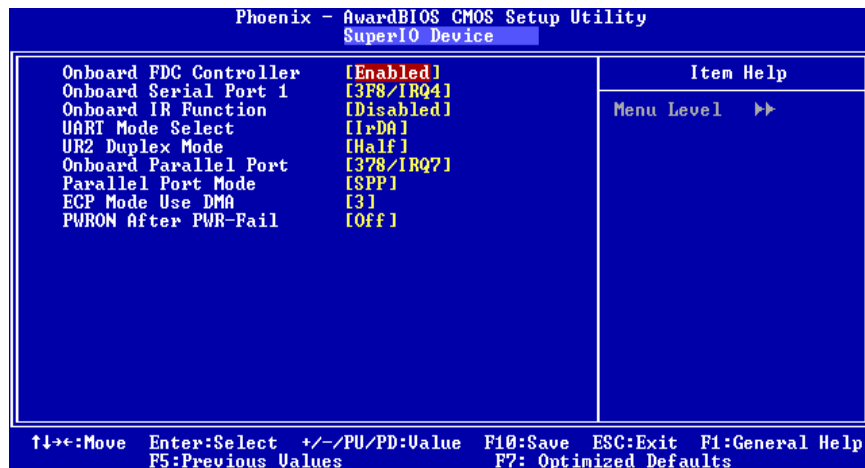 Phoenix - AwardBIOS CMOS Setup Utility
SuperIO Device
Onboard FDC Controller [Enabled]
Onboard Serial Port 1 [3F8/IRQ4]
Onboard IR Function [Disabled]
UART Mode Select [IrDA]
UR2 Duplex Mode [Half]
Onboard Parallel Port [378/IRQ7]
Parallel Port Mode [SPP]
ECP Mode Use DMA [3]
PWRON After PWR-Fail [Off]
Item Help
Menu Level ▶▶
↑↓→←:Move Enter:Select +/-/PU/PD:Value F10:Save ESC:Exit F1:General Help
F5:Previous Values F7: Optimized Defaults